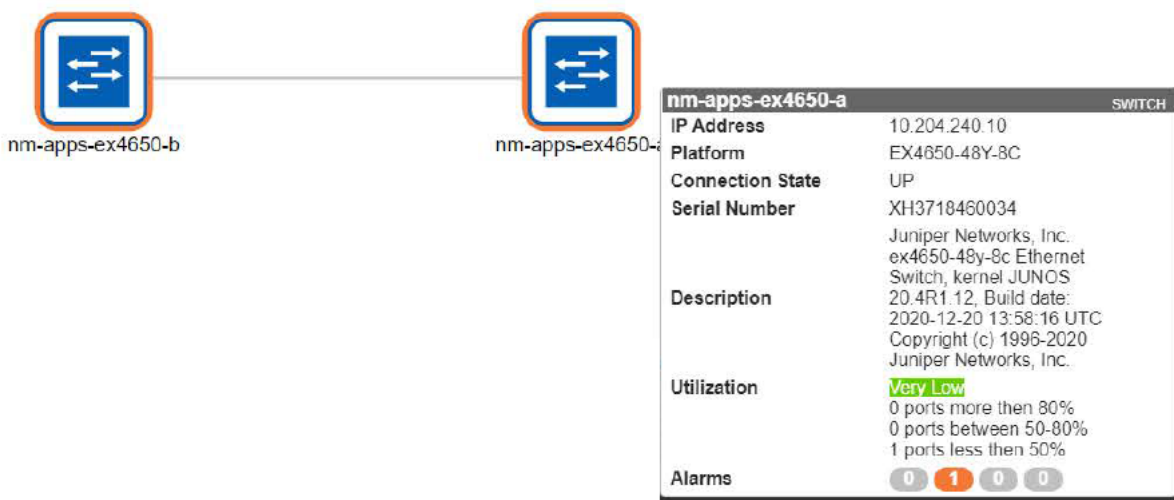 nm-apps-ex4650-b
nm-apps-ex4650-a
nm-apps-ex4650-a SWITCH
IP Address 10.204.240.10
Platform EX4650-48Y-8C
Connection State UP
Serial Number XH3718460034
Description Juniper Networks, Inc.
ex4650-48y-8c Ethernet
Switch, kernel JUNOS
20.4R1.12, Build date:
2020-12-20 13:58:16 UTC
Copyright (c) 1996-2020
Juniper Networks, Inc.
Utilization Very Low
0 ports more then 80%
0 ports between 50-80%
1 ports less then 50%
Alarms 0 1 0 0